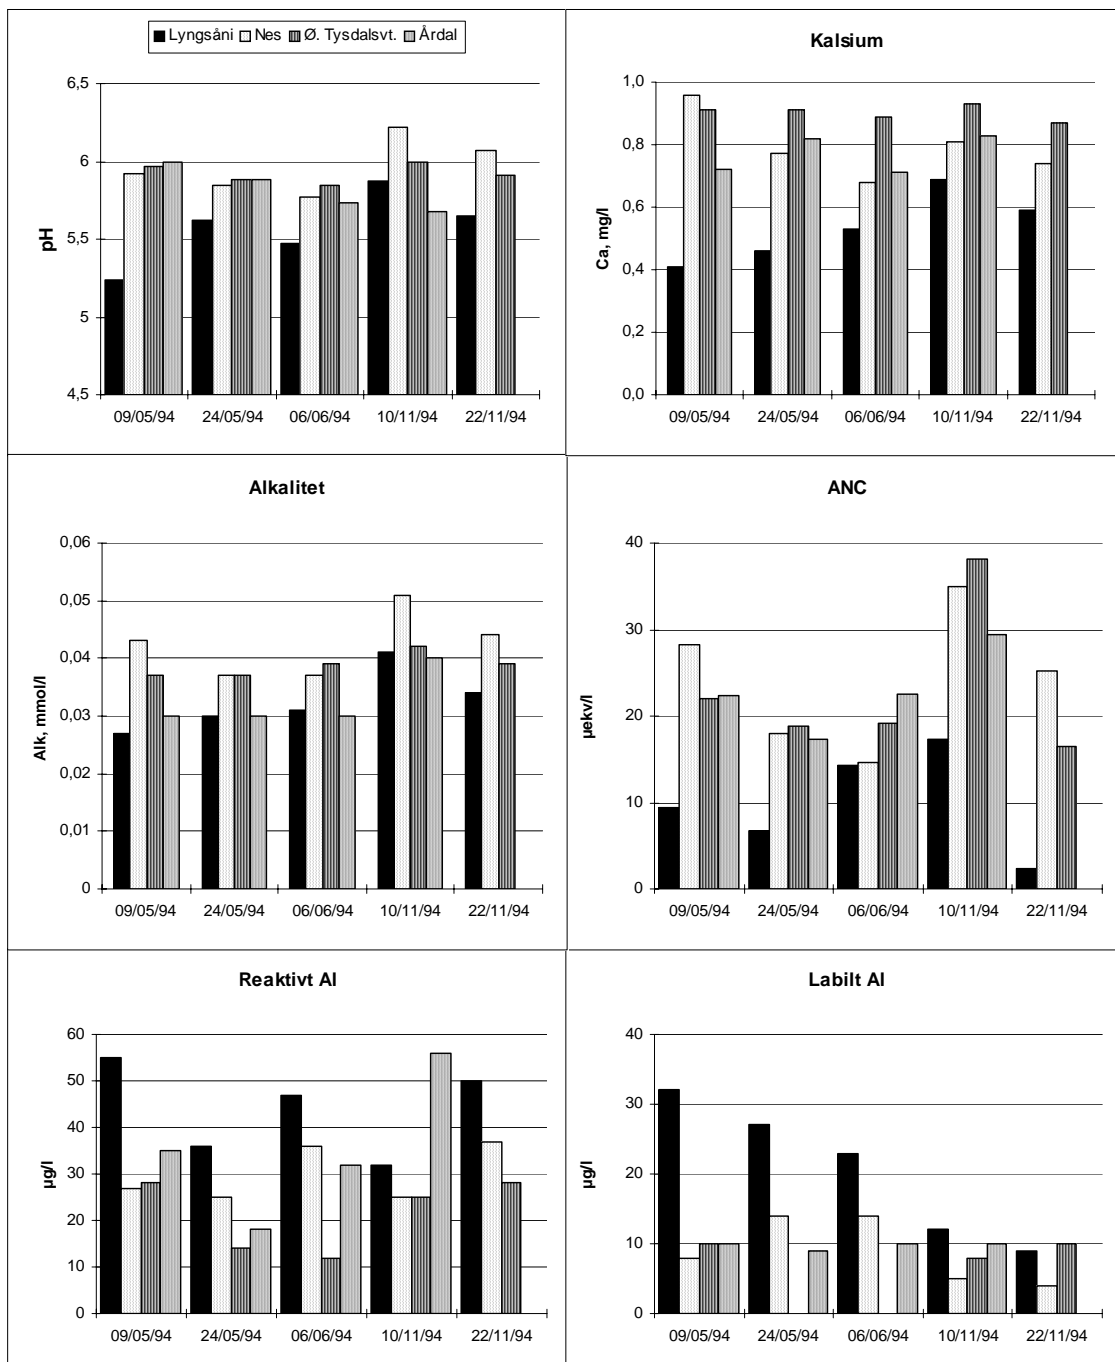 Lyngsåni Nes Ø. Tysdalsvt. Årdal
6,5
6
5,5
5
4,5
pH
09/05/94 24/05/94 06/06/94 10/11/94 22/11/94
Kalsium
1,0
0,8
0,6
0,4
0,2
0,0
Ca, mg/l
09/05/94 24/05/94 06/06/94 10/11/94 22/11/94
Alkalitet
0,06
0,05
0,04
0,03
0,02
0,01
0
Alk, mmol/l
09/05/94 24/05/94 06/06/94 10/11/94 22/11/94
ANC
40
30
20
10
0
µekv/l
09/05/94 24/05/94 06/06/94 10/11/94 22/11/94
Reaktivt Al
60
50
40
30
20
10
0
µg/l
09/05/94 24/05/94 06/06/94 10/11/94 22/11/94
Labilt Al
40
30
20
10
0
µg/l
09/05/94 24/05/94 06/06/94 10/11/94 22/11/94